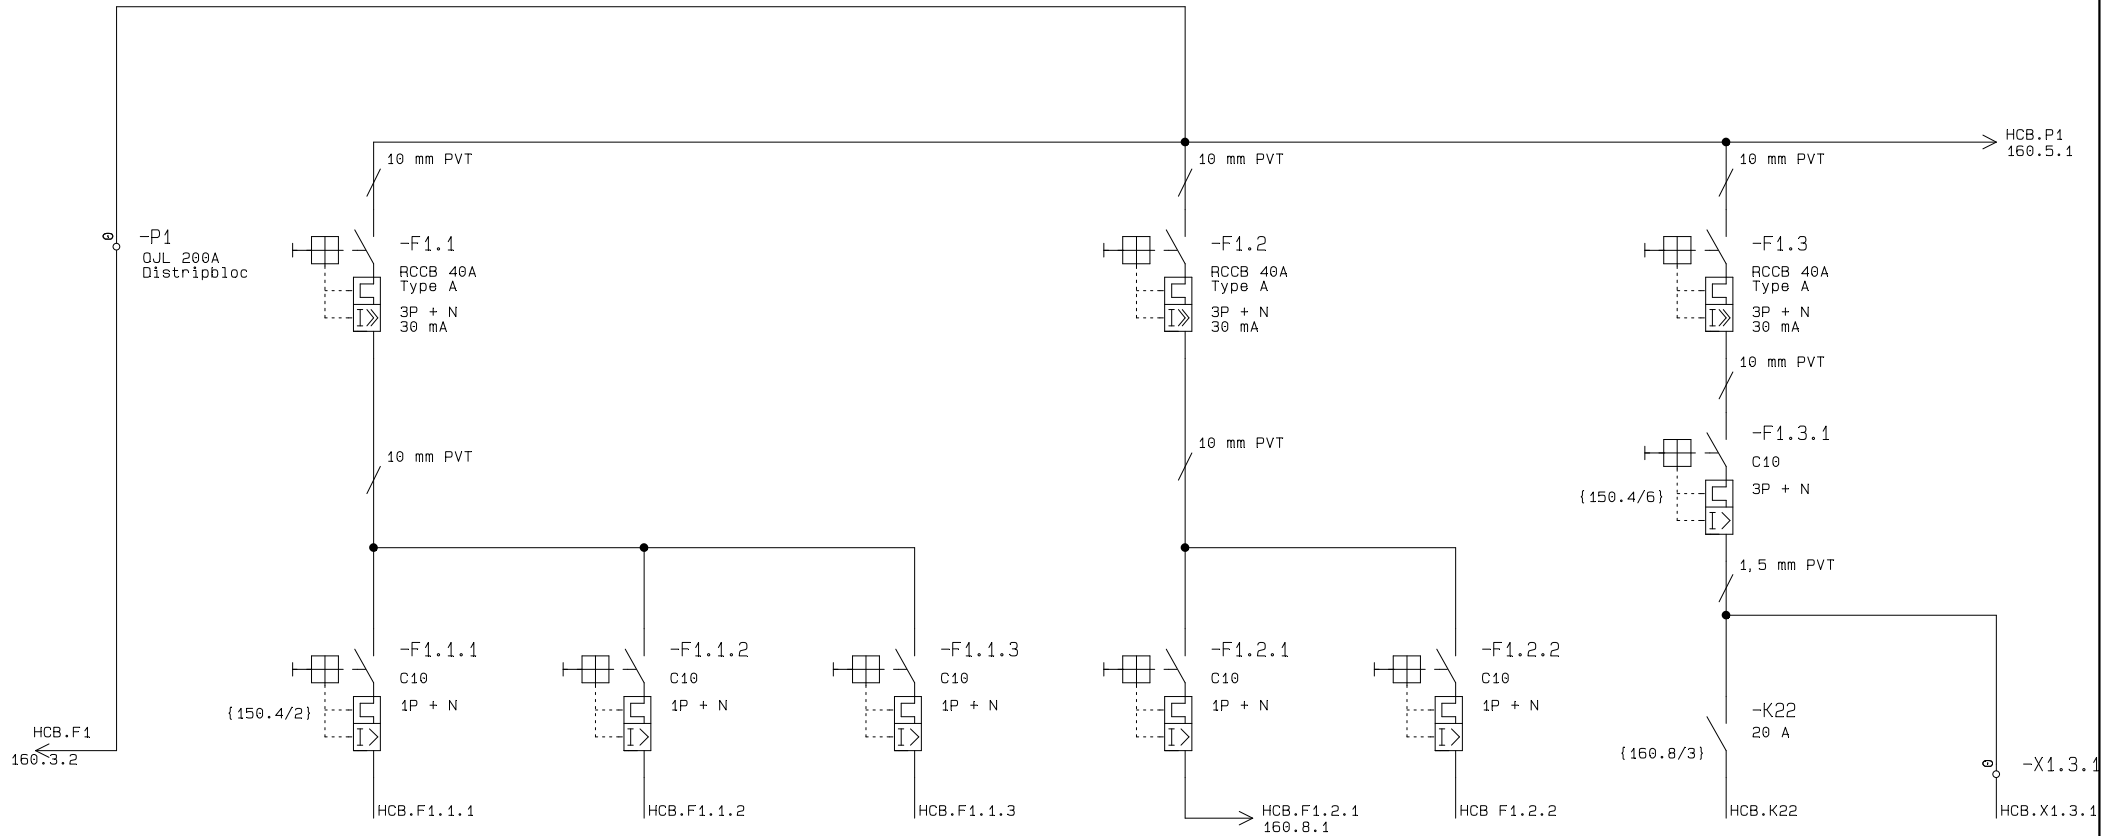 HCB.P1
160.5.1
10 mm PVT
10 mm PVT
10 mm PVT
0
-P1
OJL 200A
Distripbloc
-F1.1
RCCB 40A
Type A
3P + N
30 mA
I
-F1.2
RCCB 40A
Type A
3P + N
30 mA
I
-F1.3
RCCB 40A
Type A
3P + N
30 mA
I
10 mm PVT
10 mm PVT
10 mm PVT
-F1.3.1
C10
3P + N
{150.4/6}
I
1,5 mm PVT
-F1.1.1
C10
1P + N
{150.4/2}
I
-F1.1.2
C10
1P + N
I
-F1.1.3
C10
1P + N
I
-F1.2.1
C10
1P + N
I
-F1.2.2
C10
1P + N
I
-K22
20 A
{160.8/3}
0
-X1.3.1
HCB.F1
160.3.2
HCB.F1.1.1
HCB.F1.1.2
HCB.F1.1.3
HCB.F1.2.1
160.8.1
HCB F1.2.2
HCB.K22
HCB.X1.3.1